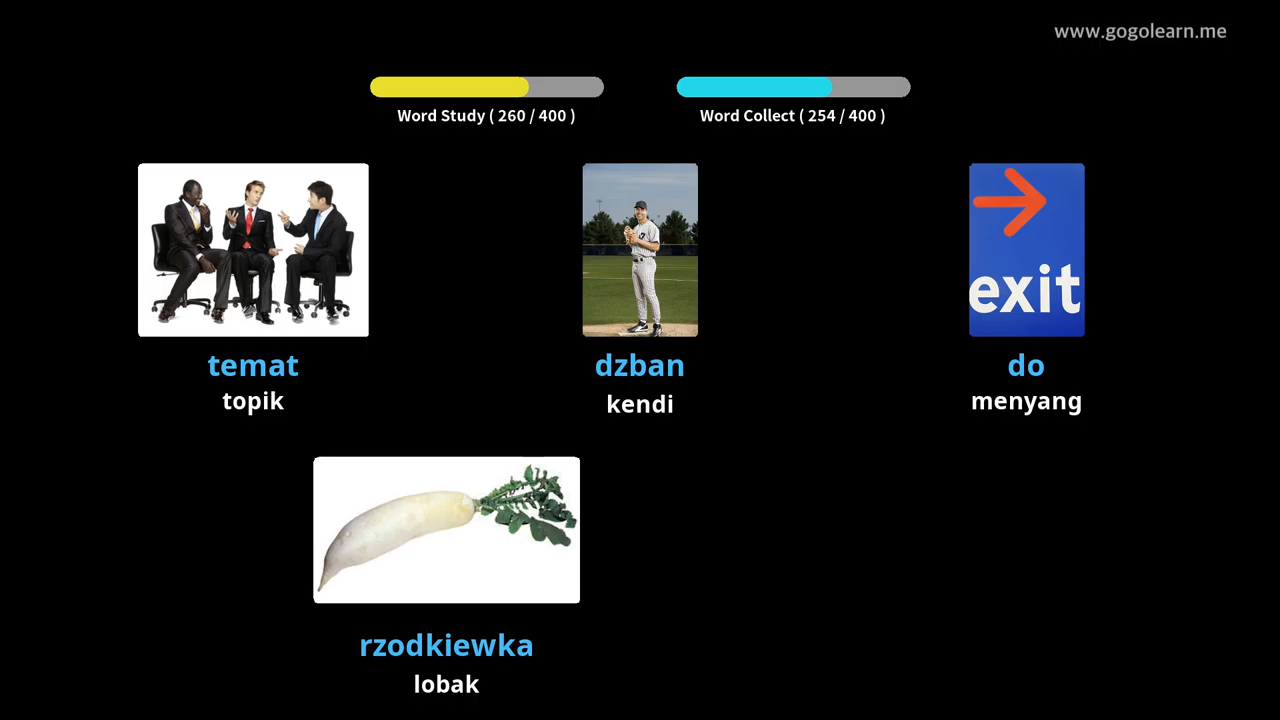 www.gogolearn.me
Word Study ( 260 / 400 )
Word Collect ( 254 / 400 )
exit
temat
topik
dzban
kendi
do
menyang
rzodkiewka
lobak